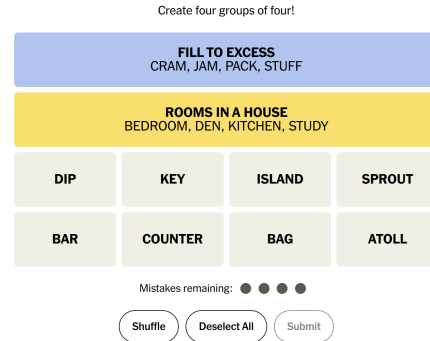 Create four groups of four!
FILL TO EXCESS
CRAM, JAM, PACK, STUFF
ROOMS IN A HOUSE
BEDROOM, DEN, KITCHEN, STUDY
DIP KEY ISLAND SPROUT
BAR COUNTER BAG ATOLL
Mistakes remaining:
Shuffle Deselect All Submit